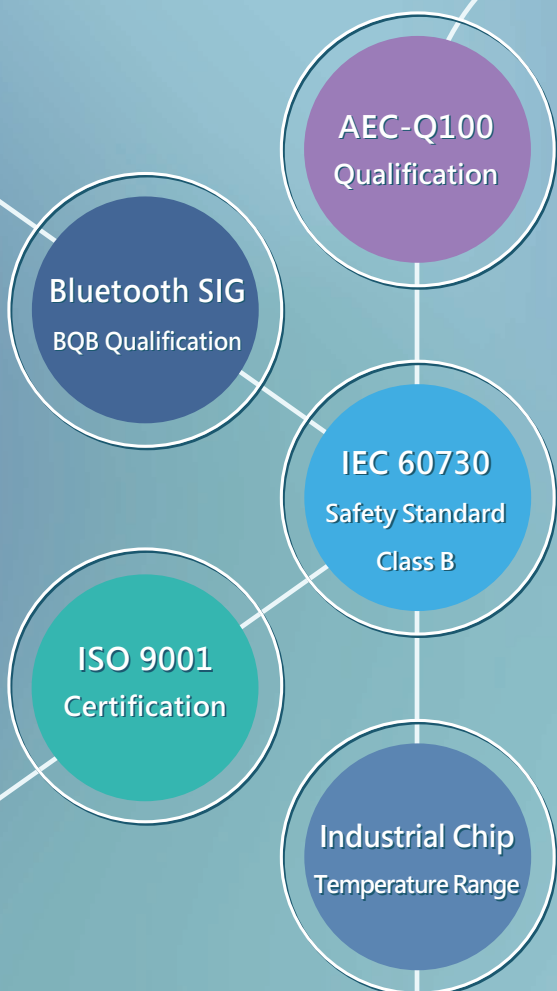 AEC-Q100
Qualification
Bluetooth SIG
BQB Qualification
IEC 60730
Safety Standard
Class B
ISO 9001
Certification
Industrial Chip
Temperature Range